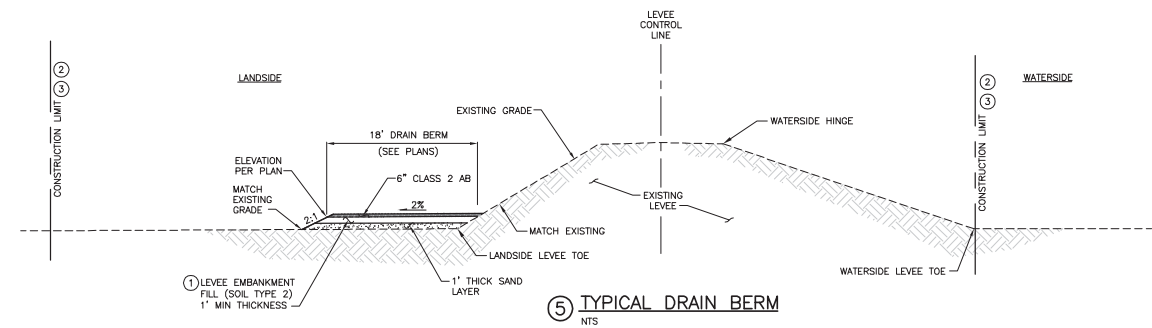 LEVEE
CONTROL
LINE
2
3
CONSTRUCTION LIMIT
LANDSIDE
2
3
CONSTRUCTION LIMIT
WATERSIDE
EXISTING GRADE
WATERSIDE HINGE
18' DRAIN BERM
(SEE PLANS)
ELEVATION
PER PLAN
6" CLASS 2 AB
MATCH
EXISTING
GRADE
2:1
2%
EXISTING
LEVEE
MATCH EXISTING
LANDSIDE LEVEE TOE
WATERSIDE LEVEE TOE
1 LEVEE EMBANKMENT
FILL (SOIL TYPE 2)
1' MIN THICKNESS
1' THICK SAND
LAYER
5 TYPICAL DRAIN BERM
NTS